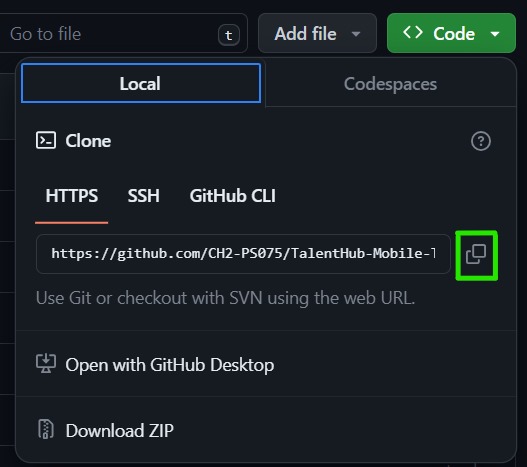 Go to file t Add file Code
Local Codespaces
Clone
HTTPS SSH GitHub CLI
https://github.com/CH2-PS075/TalentHub-Mobile-
Use Git or checkout with SVN using the web URL.
Open with GitHub Desktop
Download ZIP